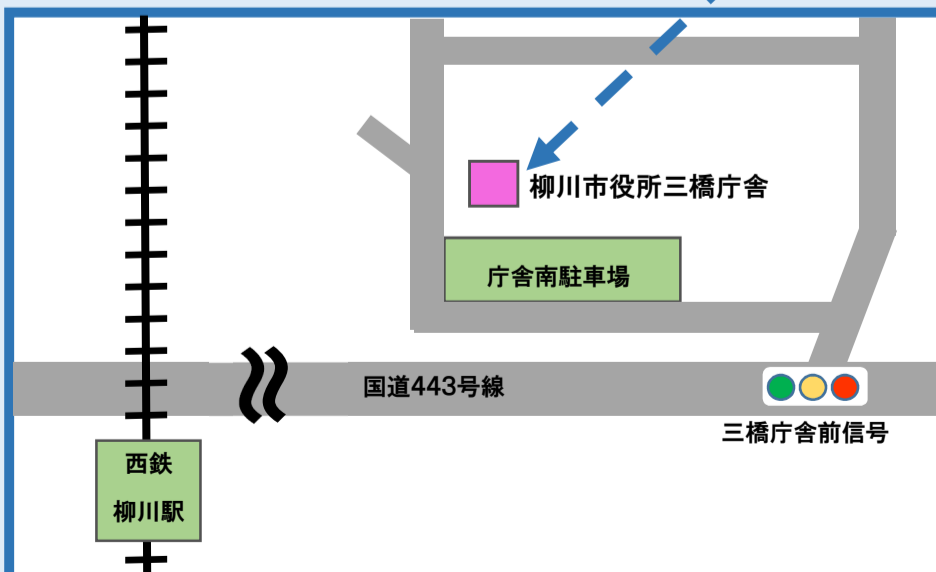 柳川市役所三橋庁舎
庁舎南駐車場
国道443号線
三橋庁舎前信号
西鉄
柳川駅